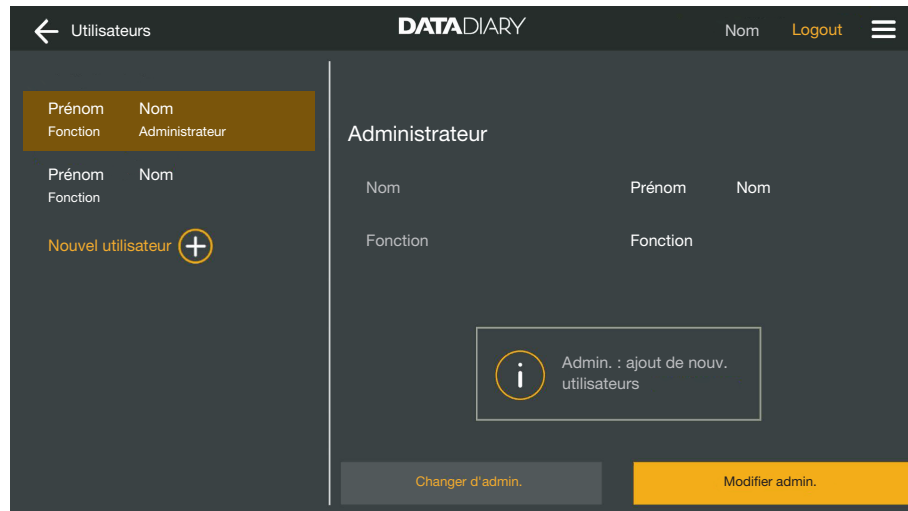 Utilisateurs DATADIARY Nom Logout
Prénom Nom
Fonction Administrateur
Prénom Nom
Fonction
Nouvel utilisateur
Administrateur
Nom Prénom Nom
Fonction Fonction
i Admin. : ajout de nouv.
utilisateurs
Changer d'admin. Modifier admin.